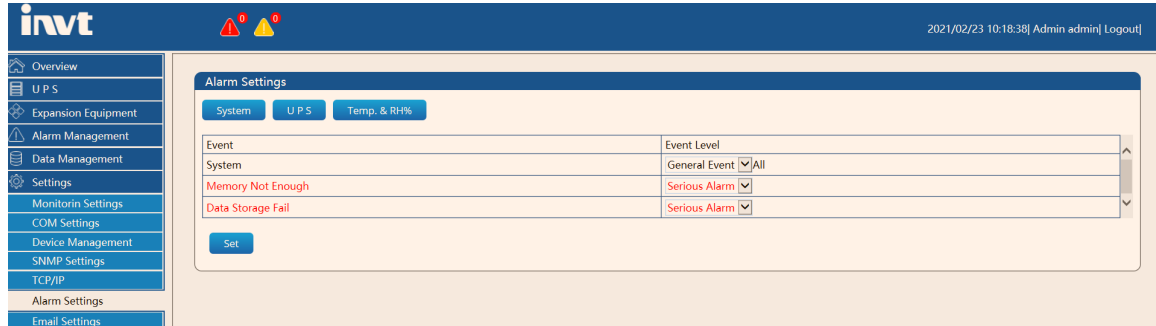 invt
0 0
2021/02/23 10:18:38| Admin admin| Logout|
Overview
UPS
Expansion Equipment
Alarm Management
Data Management
Settings
Monitorin Settings
COM Settings
Device Management
SNMP Settings
TCP/IP
Alarm Settings
Email Settings
Alarm Settings
System UPS Temp. & RH%
Event Event Level
System General Event All
Memory Not Enough Serious Alarm
Data Storage Fail Serious Alarm
Set